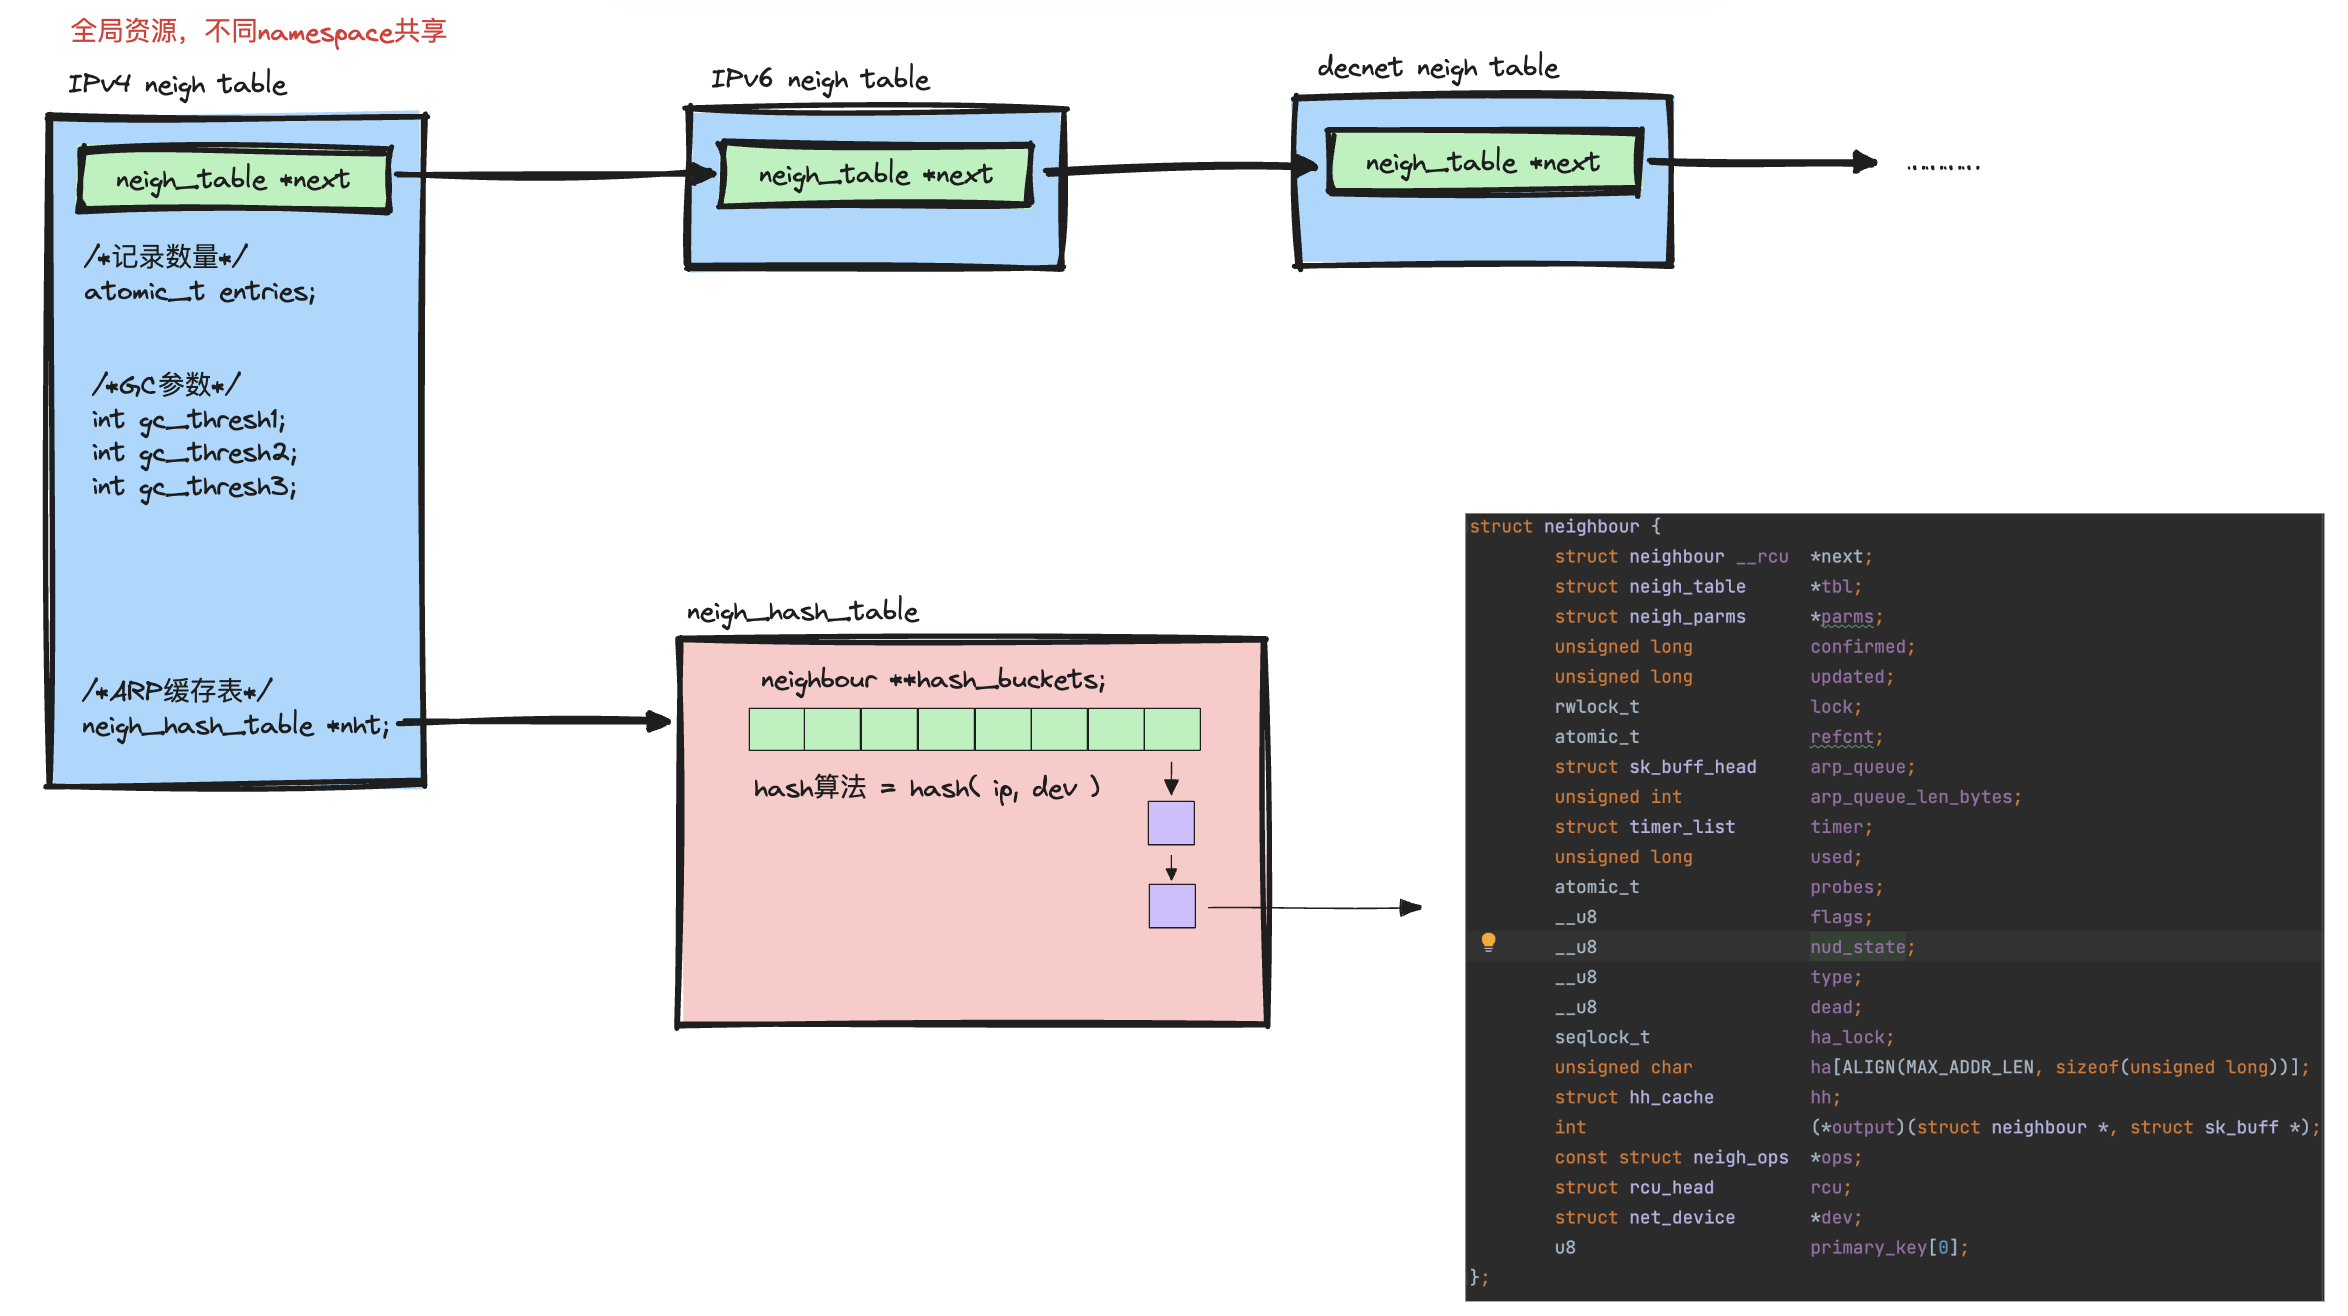 全局资源，不同namespace共享
IPv4 neigh table
neigh_table *next
/*记录数量*/
atomic_t entries;
/*GC参数*/
int gc_thresh1;
int gc_thresh2;
int gc_thresh3;
/*ARP缓存表*/
neigh_hash_table *nht;
IPv6 neigh table
neigh_table *next
decnet neigh table
neigh_table *next
.........
neigh_hash_table
neighbour **hash_buckets;
hash算法 = hash( ip, dev )
struct neighbour {
struct neighbour __rcu *next;
struct neigh_table *tbl;
struct neigh_parms *parms;
unsigned long confirmed;
unsigned long updated;
rwlock_t lock;
atomic_t refcnt;
struct sk_buff_head arp_queue;
unsigned int arp_queue_len_bytes;
struct timer_list timer;
unsigned long used;
atomic_t probes;
__u8 flags;
__u8 nud_state;
__u8 type;
__u8 dead;
seqlock_t ha_lock;
unsigned char ha[ALIGN(MAX_ADDR_LEN, sizeof(unsigned long))];
struct hh_cache hh;
int (*output)(struct neighbour *, struct sk_buff *);
const struct neigh_ops *ops;
struct rcu_head rcu;
struct net_device *dev;
u8 primary_key[0];
};